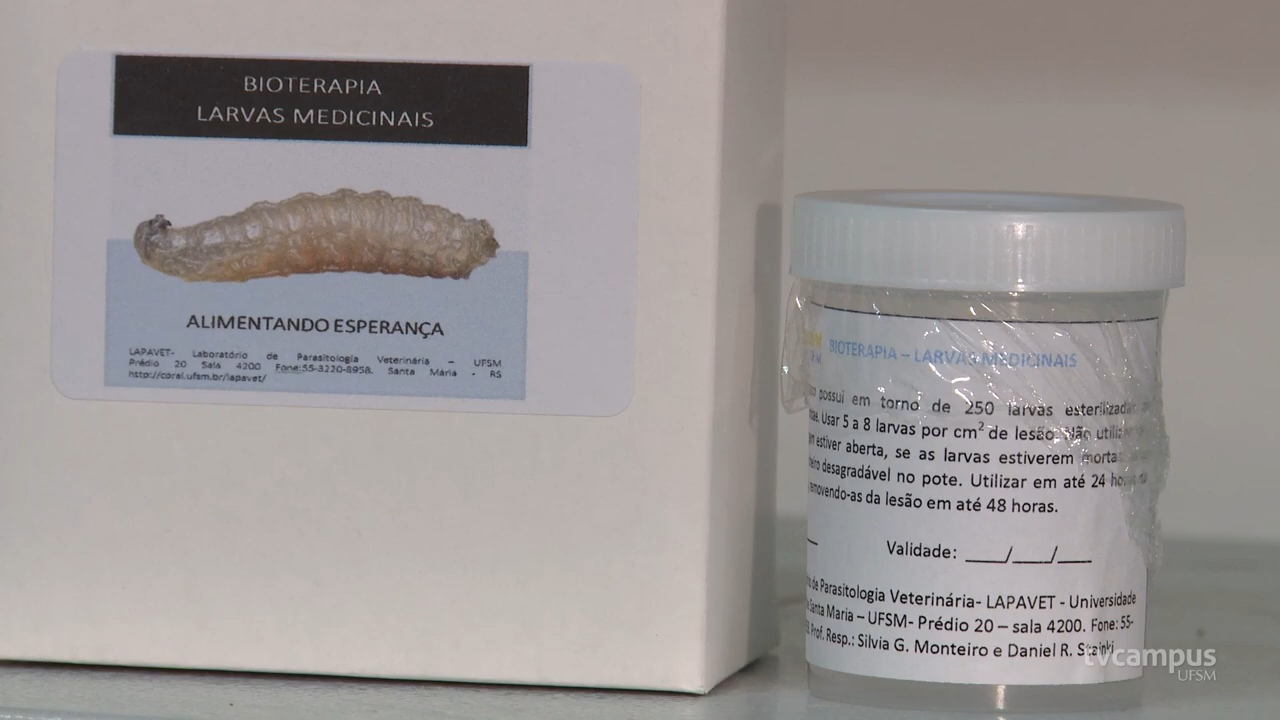 BIOTERAPIA
LARVAS MEDICINAIS
ALIMENTANDO ESPERANÇA
LAPAVET- Laboratório de Parasitologia Veterinária – UFSM
Prédio 20 Sala 4200 Fone:55-3220-8958. Santa Maria - RS
http://coral.ufsm.br/lapavet/
BIOTERAPIA – LARVAS MEDICINAIS
possui em torno de 250 larvas
Usar 5 a 8 larvas por cm² de lesão. Não
estiver aberta, se as larvas estiverem
desagradável no pote. Utilizar em até 24
da lesão em até 48 horas.
Validade: ___/___/___
de Parasitologia Veterinária- LAPAVET - Universidade
Santa Maria – UFSM- Prédio 20 – sala 4200. Fone: 55-
Prof. Resp.: Silvia G. Monteiro e Daniel R.
tvcampus
UFSM